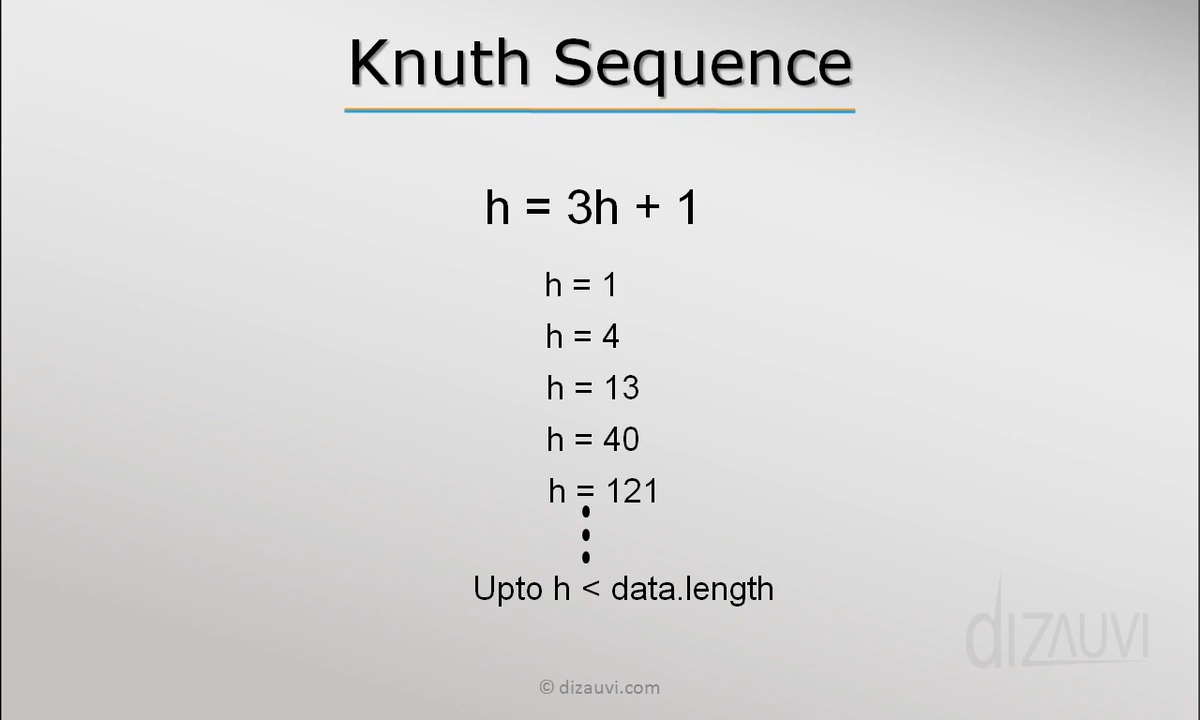 Knuth Sequence
h = 3h + 1
h = 1
h = 4
h = 13
h = 40
h = 121
Upto h < data.length
dizauvi
© dizauvi.com